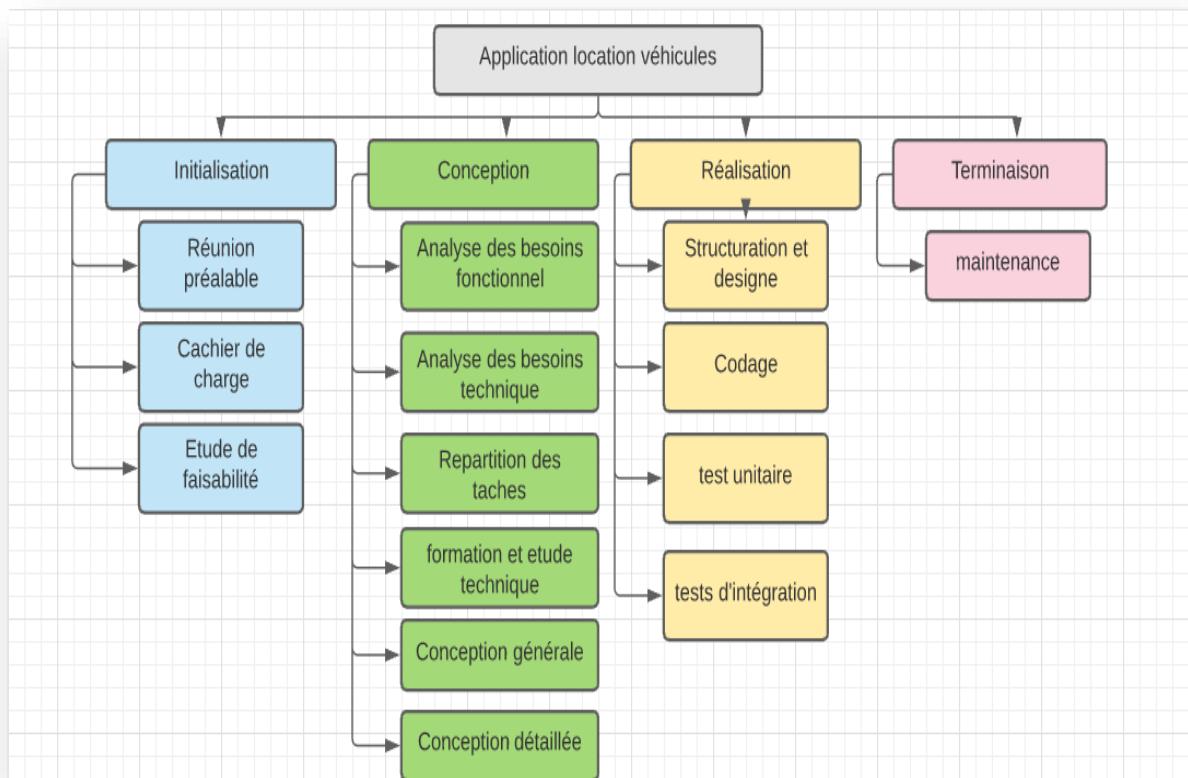 Application location véhicules
Initialisation
Conception
Réalisation
Terminaison
Réunion
préalable
Cachier de
charge
Etude de
faisabilité
Analyse des besoins
fonctionnel
Analyse des besoins
technique
Repartition des
taches
formation et etude
technique
Conception générale
Conception détaillée
Structuration et
designe
Codage
test unitaire
tests d'intégration
maintenance